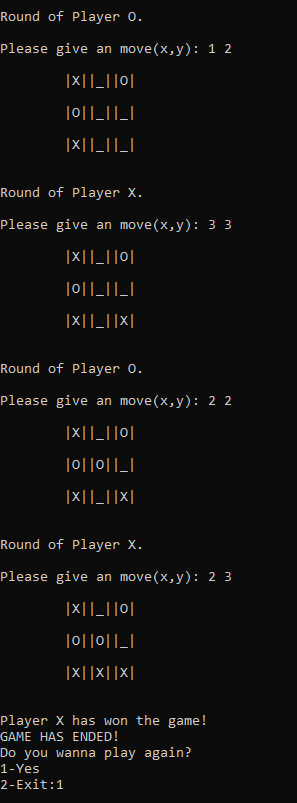 Round of Player O.
Please give an move(x,y): 1 2
|X||_||O|
|O||_||_|
|X||_||_|
Round of Player X.
Please give an move(x,y): 3 3
|X||_||O|
|O||_||_|
|X||_||X|
Round of Player O.
Please give an move(x,y): 2 2
|X||_||O|
|O||O||_|
|X||_||X|
Round of Player X.
Please give an move(x,y): 2 3
|X||_||O|
|O||O||_|
|X||X||X|
Player X has won the game!
GAME HAS ENDED!
Do you wanna play again?
1-Yes
2-Exit:1